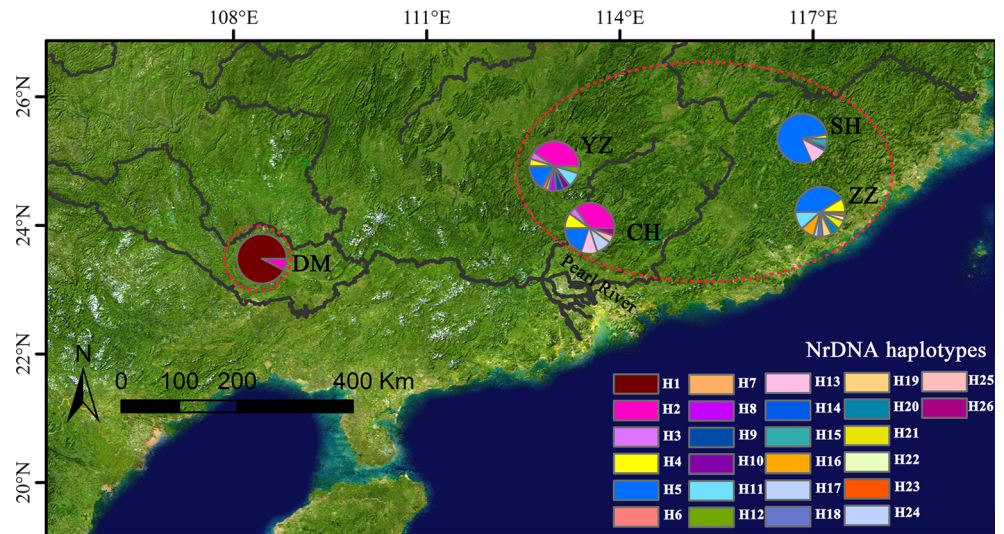 108°E 111°E 114°E 117°E
26°N
24°N
22°N
20°N
YZ
SH
ZZ
CH
DM
Pearl River
N
0 100 200 400 Km
NrDNA haplotypes
H1 H7 H13 H19 H25
H2 H8 H14 H20 H26
H3 H9 H15 H21
H4 H10 H16 H22
H5 H11 H17 H23
H6 H12 H18 H24